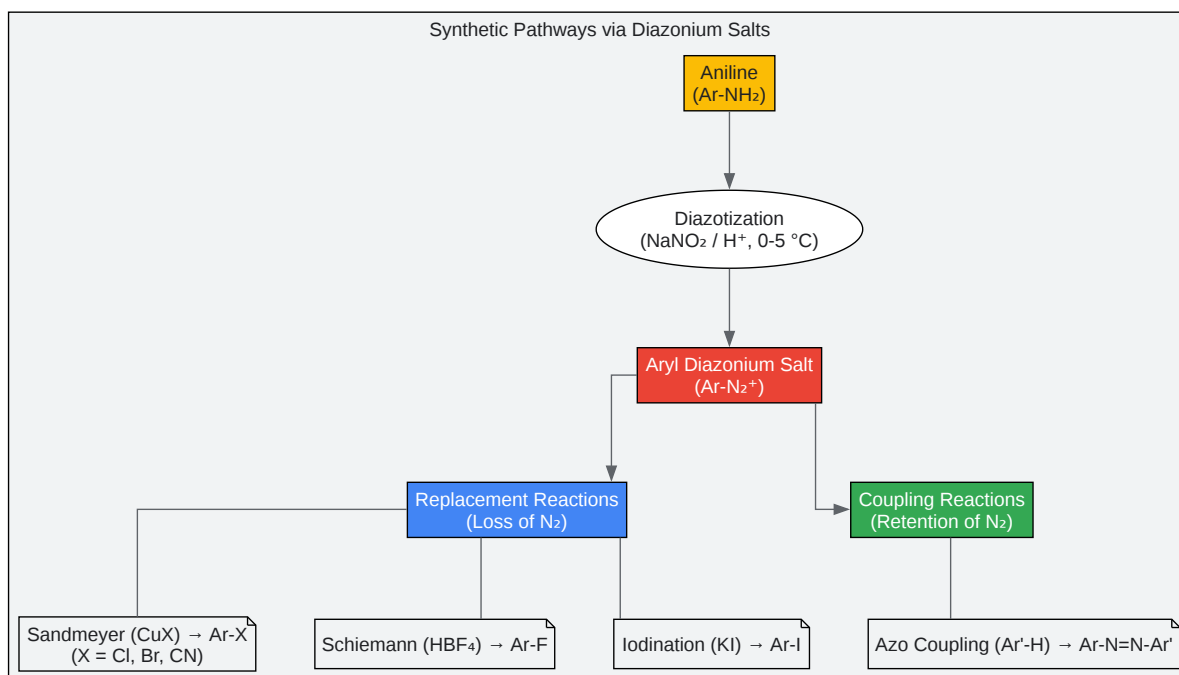 Synthetic Pathways via Diazonium Salts
Aniline
(Ar-NH₂)
Diazotization
(NaNO₂ / H⁺, 0-5 °C)
Aryl Diazonium Salt
(Ar-N₂⁺)
Replacement Reactions
(Loss of N₂)
Coupling Reactions
(Retention of N₂)
Sandmeyer (CuX) → Ar-X
(X = Cl, Br, CN)
Schiemann (HBF₄) → Ar-F
Iodination (KI) → Ar-I
Azo Coupling (Ar'-H) → Ar-N=N-Ar'